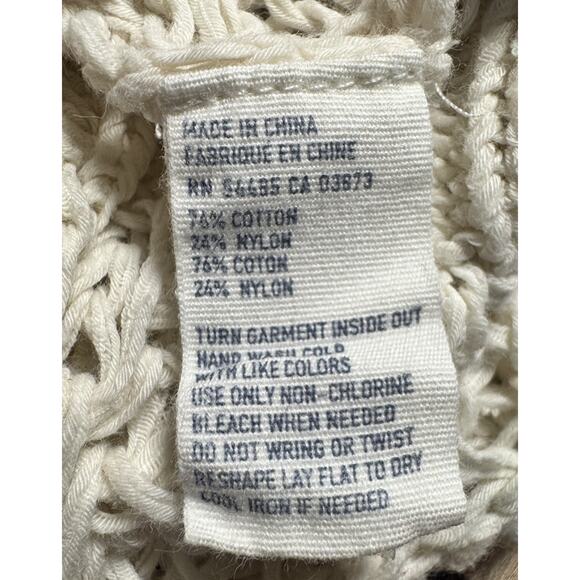 MADE IN CHINA
FABRIQUE EN CHINE
RN 54485 CA 03873
76% COTTON
24% NYLON
76% COTON
24% NYLON
TURN GARMENT INSIDE OUT
HAND WASH COLD
WITH LIKE COLORS
USE ONLY NON-CHLORINE
BLEACH WHEN NEEDED
DO NOT WRING OR TWIST
RESHAPE LAY FLAT TO DRY
COOL IRON IF NEEDED